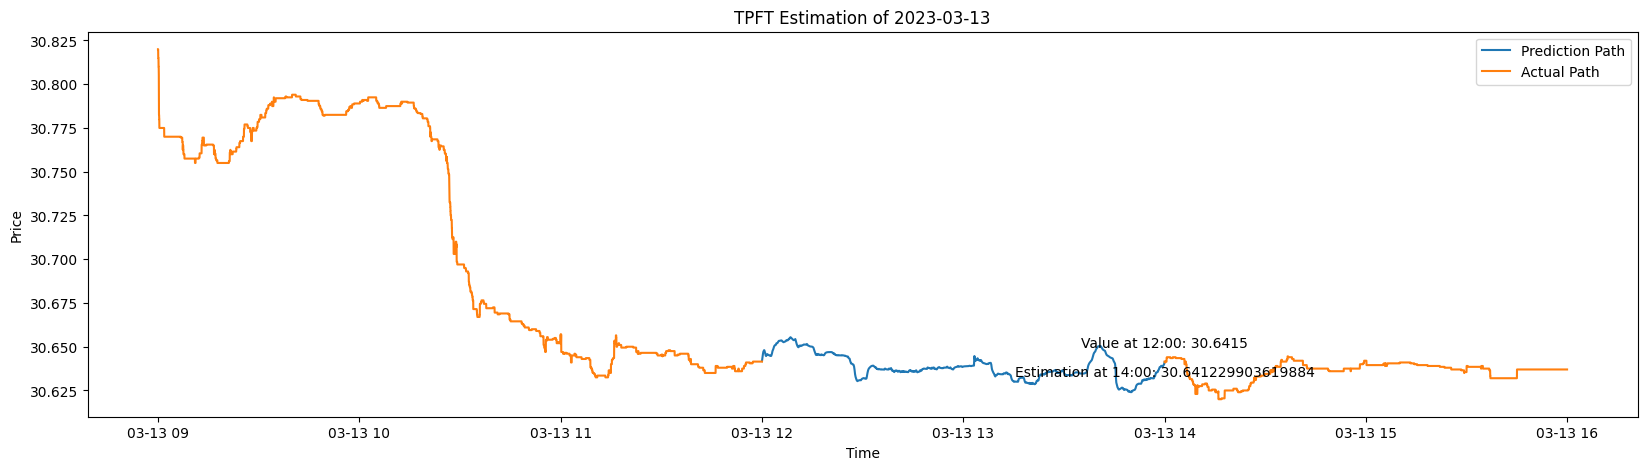 TPFT Estimation of 2023-03-13
Prediction Path
Actual Path
30.825
30.800
30.775
30.750
30.725
30.700
30.675
30.650
30.625
Price
Value at 12:00: 30.6415
Estimation at 14:00: 30.641229903619884
03-13 09
03-13 10
03-13 11
03-13 12
03-13 13
03-13 14
03-13 15
03-13 16
Time